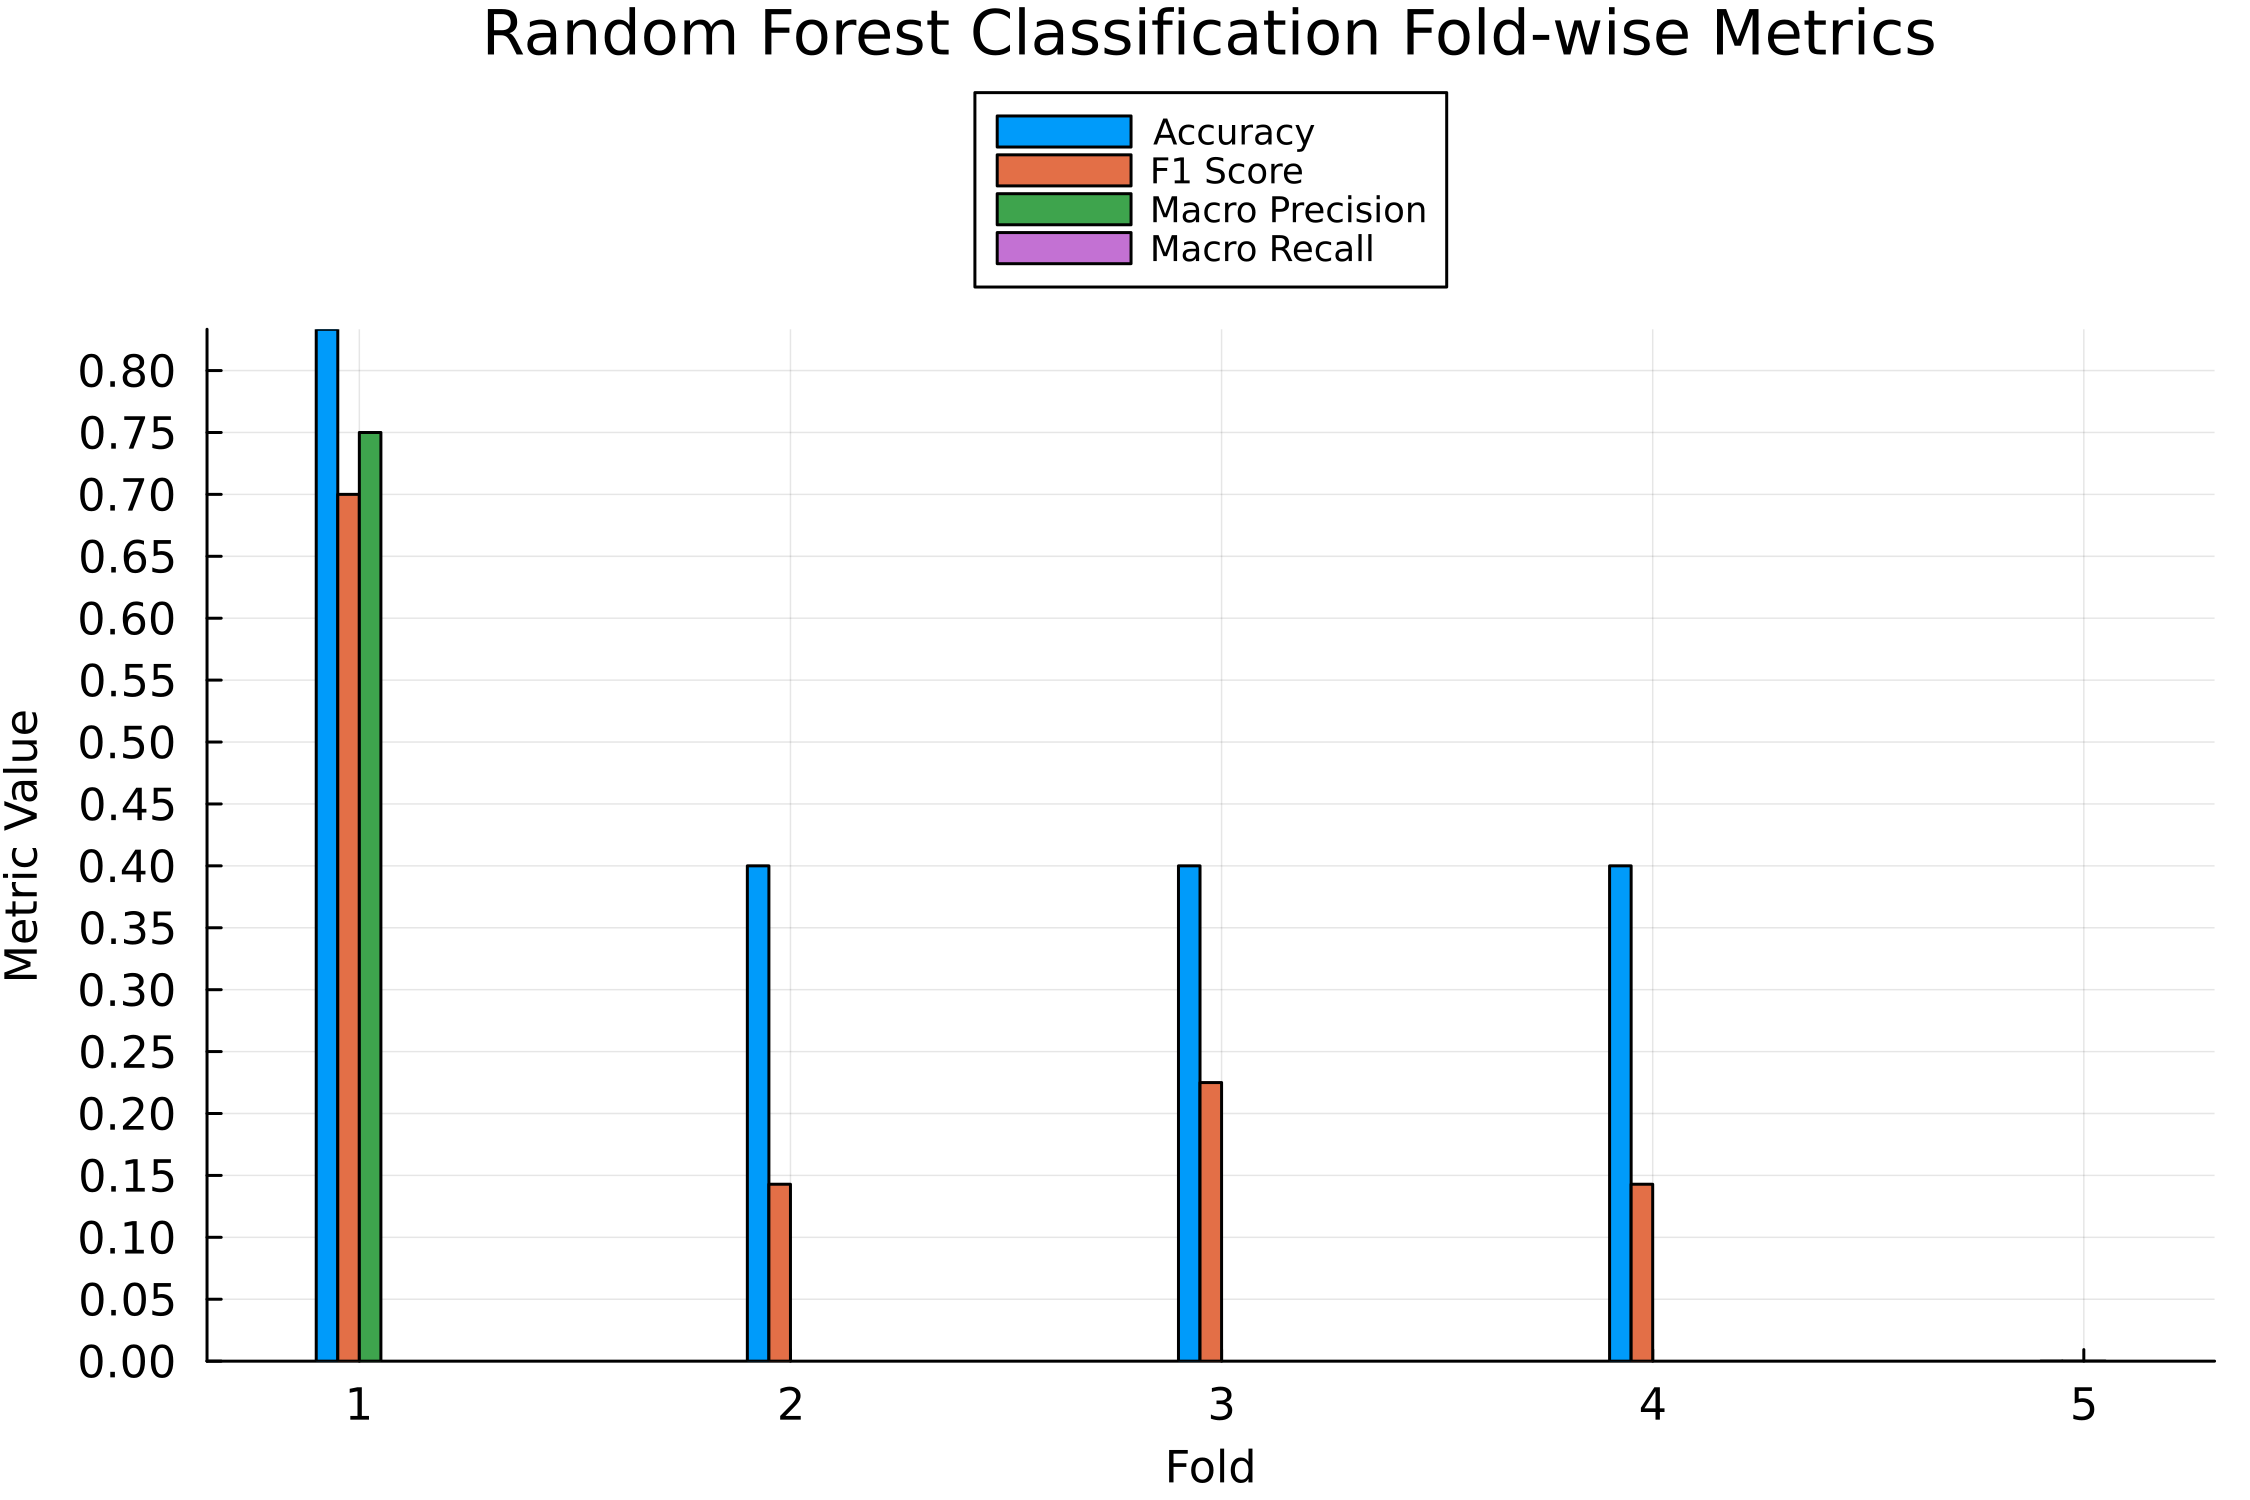 Random Forest Classification Fold-wise Metrics
Accuracy
F1 Score
Macro Precision
Macro Recall
0.80
0.75
0.70
0.65
0.60
0.55
0.50
0.45
0.40
0.35
0.30
0.25
0.20
0.15
0.10
0.05
0.00
Metric Value
1 2 3 4 5
Fold